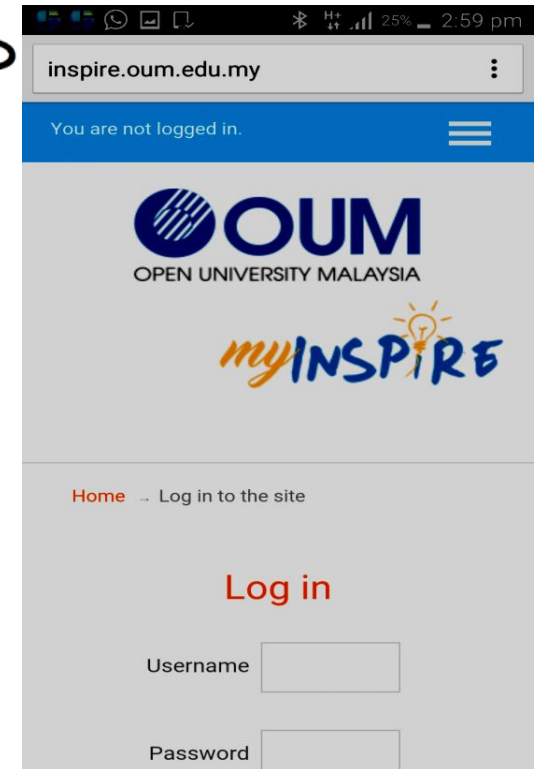 H+ 25% 2:59 pm
inspire.oum.edu.my
You are not logged in.
OUM
OPEN UNIVERSITY MALAYSIA
myINSPIRE
Home → Log in to the site
Log in
Username
Password